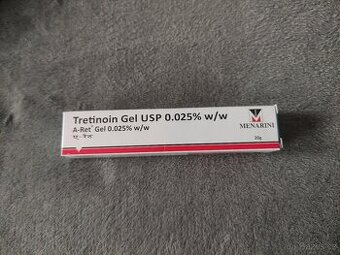 Tretinoin Gel USP 0.025% w/w
A-Ret® Gel 0.025% w/w
MENARINI
20g